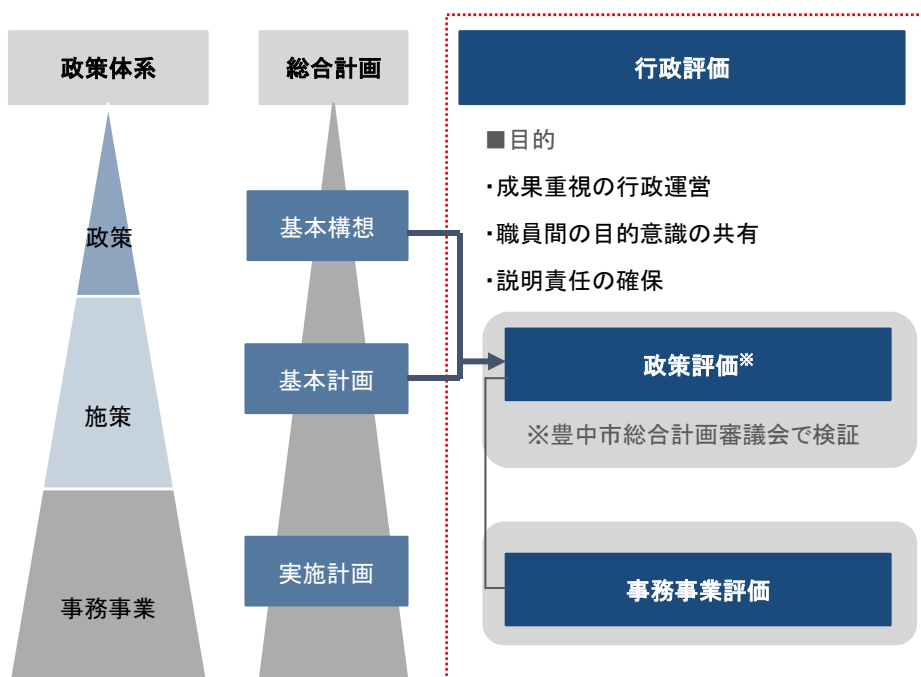 政策体系
総合計画
行政評価
■目的
・成果重視の行政運営
・職員間の目的意識の共有
・説明責任の確保
政策
施策
事務事業
基本構想
基本計画
実施計画
政策評価※
※豊中市総合計画審議会で検証
事務事業評価